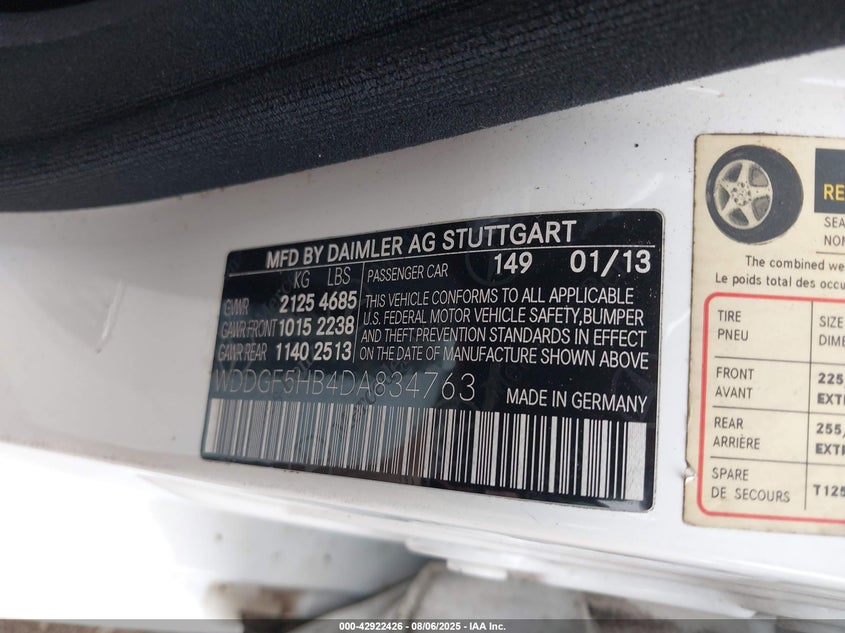 MFD BY DAIMLER AG STUTTGART
KG LBS
PASSENGER CAR 149 01/13
GVWR 2125 4685
GAWR FRONT 1015 2238
GAWR REAR 1140 2513
THIS VEHICLE CONFORMS TO ALL APPLICABLE
U.S. FEDERAL MOTOR VEHICLE SAFETY,BUMPER
AND THEFT PREVENTION STANDARDS IN EFFECT
ON THE DATE OF MANUFACTURE SHOWN ABOVE
WDDGF5HB4DA834763
MADE IN GERMANY
The combined
Le poids total des
TIRE
PNEU
FRONT 225
AVANT
REAR 255
ARRIÈRE
SPARE
DE SECOURS
000-42922426 - 08/06/2025 - IAA Inc.